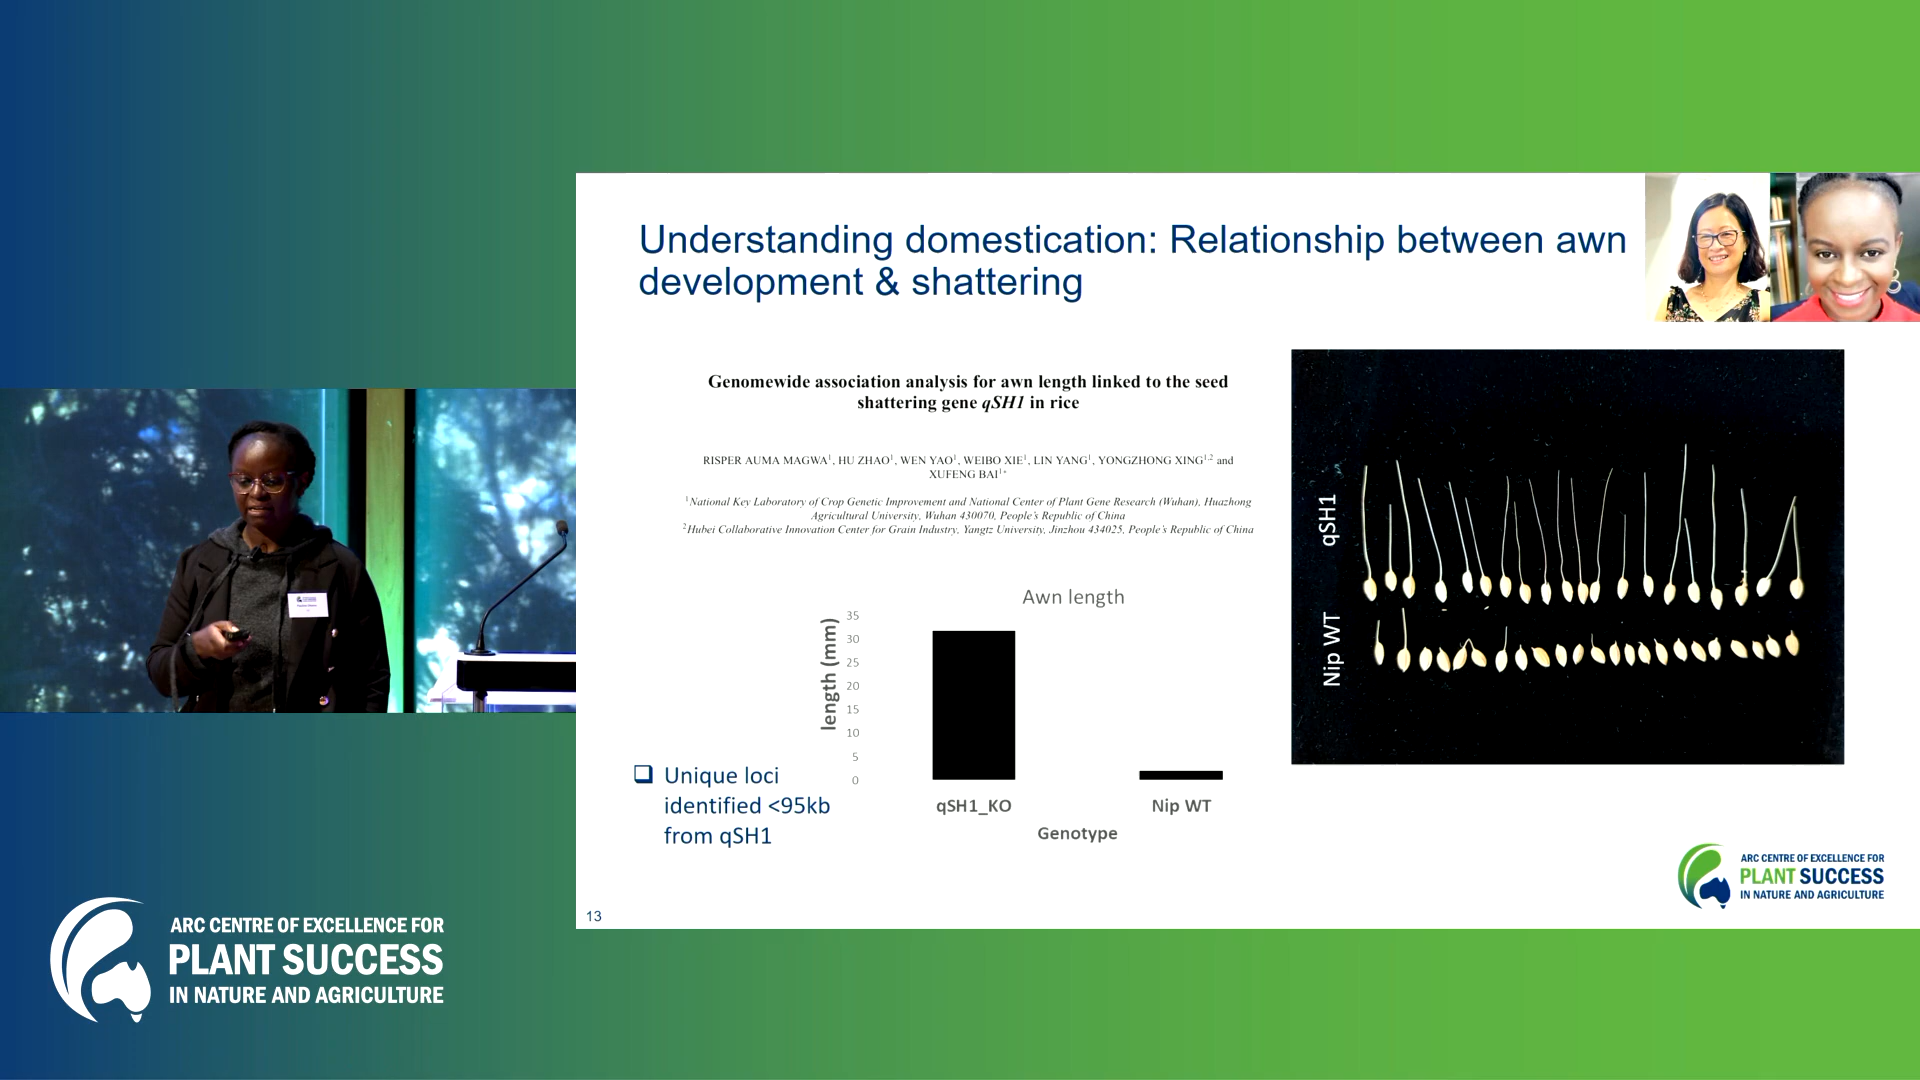 Understanding domestication: Relationship between awn
development & shattering
Genomewide association analysis for awn length linked to the seed
shattering gene qSH1 in rice
RISPER AUMA MAGWA1, HU ZHAO1, WEN YAO1, WEIBO XIE1, LIN YANG1, YONGZHONG XING1,2 and
XUFENG BAI1*
1National Key Laboratory of Crop Genetic Improvement and National Center of Plant Gene Research (Wuhan), Huazhong
Agricultural University, Wuhan 430070, People's Republic of China
2Hubei Collaborative Innovation Center for Grain Industry, Yangtz University, Jinzhou 434025, People's Republic of China
Awn length
length (mm)
35
30
25
20
15
10
5
0
qSH1_KO
Nip WT
Genotype
❑ Unique loci
identified <95kb
from qSH1
qSH1
Nip WT
13
ARC CENTRE OF EXCELLENCE FOR
PLANT SUCCESS
IN NATURE AND AGRICULTURE
ARC CENTRE OF EXCELLENCE FOR
PLANT SUCCESS
IN NATURE AND AGRICULTURE